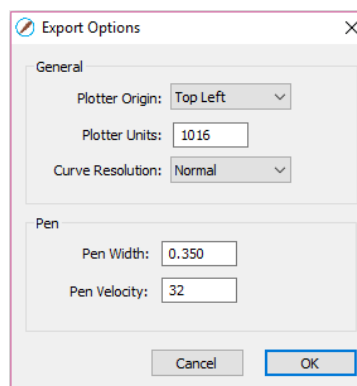 Export Options
General
Plotter Origin: Top Left
Plotter Units: 1016
Curve Resolution: Normal
Pen
Pen Width: 0.350
Pen Velocity: 32
Cancel OK